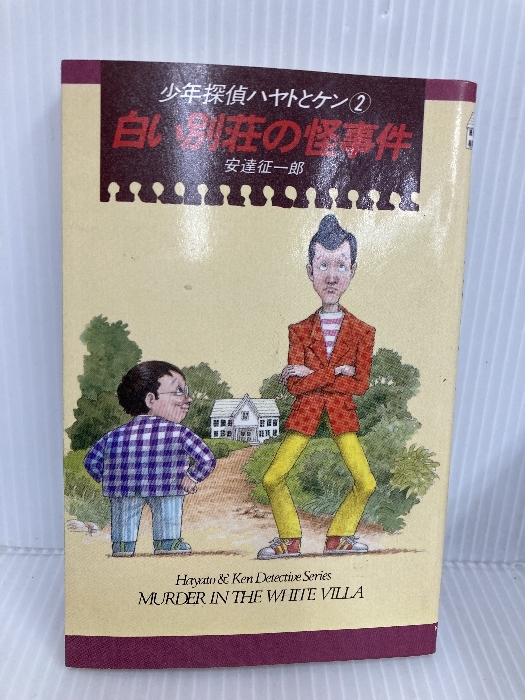 少年探偵ハヤトとケン②
白い別荘の怪事件
安達征一郎
Hayato & Ken Detective Series
MURDER IN THE WHITE VILLA